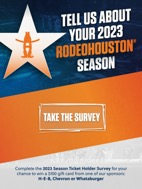 TELL US ABOUT
YOUR 2023
RODEOHOUSTON®
SEASON
TAKE THE SURVEY
Complete the 2023 Season Ticket Holder Survey for your
chance to win a $100 gift card from one of our sponsors:
H-E-B, Chevron or Whataburger